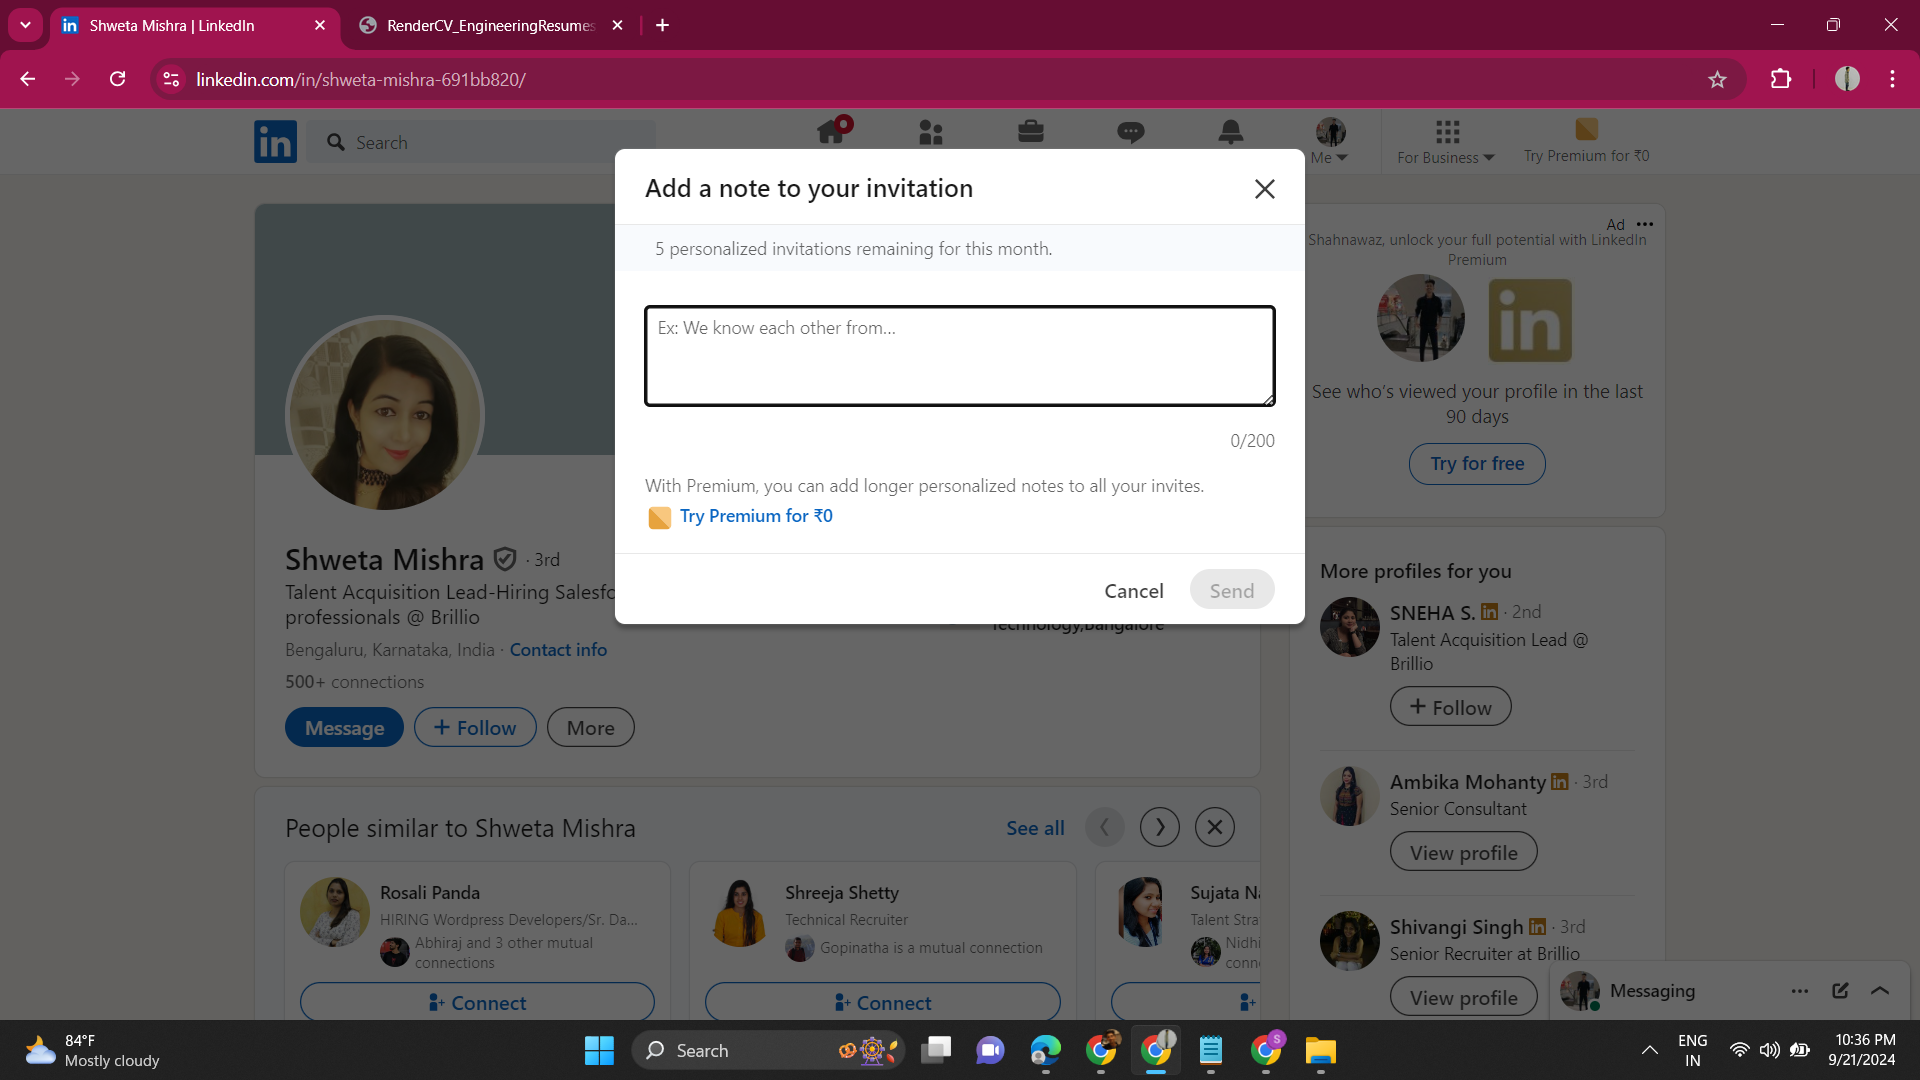 Shweta Mishra | LinkedIn
RenderCV_EngineeringResumes
linkedin.com/in/shweta-mishra-691bb820/
in
Search
Me
For Business
Try Premium for ₹0
Add a note to your invitation
5 personalized invitations remaining for this month.
Ex: We know each other from...
0/200
With Premium, you can add longer personalized notes to all your invites.
Try Premium for ₹0
Cancel
Send
Ad
Shahnawaz, unlock your full potential with LinkedIn
Premium
in
See who's viewed your profile in the last
90 days
Try for free
Shweta Mishra · 3rd
Talent Acquisition Lead-Hiring Salesfo
professionals @ Brillio
Technology,Bangalore
Bengaluru, Karnataka, India · Contact info
500+ connections
Message
+ Follow
More
More profiles for you
SNEHA S. in · 2nd
Talent Acquisition Lead @
Brillio
+ Follow
Ambika Mohanty in · 3rd
Senior Consultant
View profile
Shivangi Singh in · 3rd
Senior Recruiter at Brillio
View profile
People similar to Shweta Mishra
See all
Rosali Panda
HIRING Wordpress Developers/Sr. Da...
Abhiraj and 3 other mutual
connections
Connect
Shreeja Shetty
Technical Recruiter
Gopinatha is a mutual connection
Connect
Sujata Na
Talent Stra
Nidhi
conn
Messaging
84°F
Mostly cloudy
Search
S
ENG
IN
10:36 PM
9/21/2024